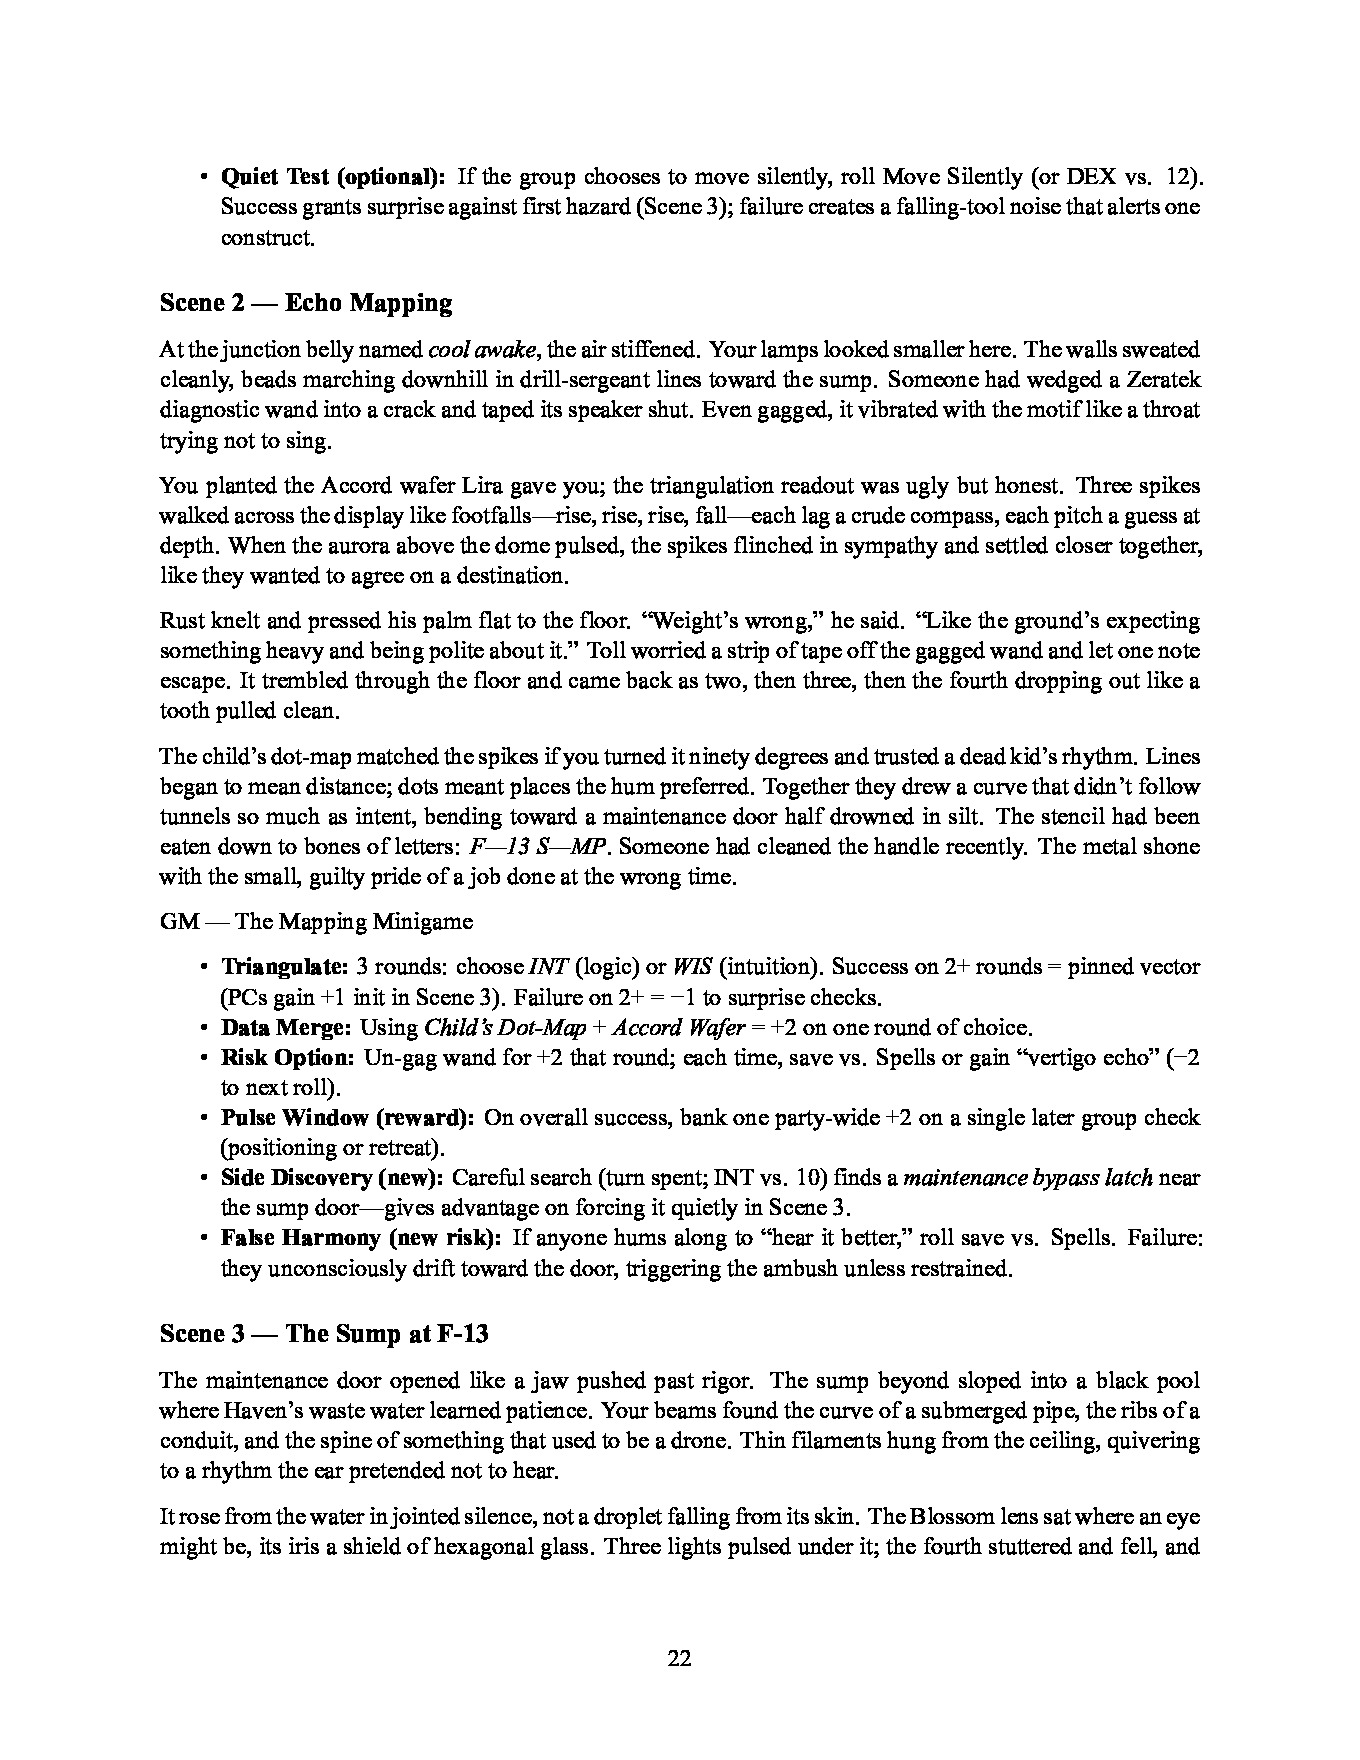 • Quiet Test (optional): If the group chooses to move silently, roll Move Silently (or DEX vs. 12).
Success grants surprise against first hazard (Scene 3); failure creates a falling-tool noise that alerts one
construct.
Scene 2 — Echo Mapping
At the junction belly named cool awake, the air stiffened. Your lamps looked smaller here. The walls sweated
cleanly, beads marching downhill in drill-sergeant lines toward the sump. Someone had wedged a Zeratek
diagnostic wand into a crack and taped its speaker shut. Even gagged, it vibrated with the motif like a throat
trying not to sing.
You planted the Accord wafer Lira gave you; the triangulation readout was ugly but honest. Three spikes
walked across the display like footfalls—rise, rise, rise, fall—each lag a crude compass, each pitch a guess at
depth. When the aurora above the dome pulsed, the spikes flinched in sympathy and settled closer together,
like they wanted to agree on a destination.
Rust knelt and pressed his palm flat to the floor. “Weight’s wrong,” he said. “Like the ground’s expecting
something heavy and being polite about it.” Toll worried a strip of tape off the gagged wand and let one note
escape. It trembled through the floor and came back as two, then three, then the fourth dropping out like a
tooth pulled clean.
The child’s dot-map matched the spikes if you turned it ninety degrees and trusted a dead kid’s rhythm. Lines
began to mean distance; dots meant places the hum preferred. Together they drew a curve that didn’t follow
tunnels so much as intent, bending toward a maintenance door half drowned in silt. The stencil had been
eaten down to bones of letters: F—13 S—MP. Someone had cleaned the handle recently. The metal shone
with the small, guilty pride of a job done at the wrong time.
GM — The Mapping Minigame
• Triangulate: 3 rounds: choose INT (logic) or WIS (intuition). Success on 2+ rounds = pinned vector
(PCs gain +1 init in Scene 3). Failure on 2+ = −1 to surprise checks.
• Data Merge: Using Child’s Dot-Map + Accord Wafer = +2 on one round of choice.
• Risk Option: Un-gag wand for +2 that round; each time, save vs. Spells or gain “vertigo echo” (−2
to next roll).
• Pulse Window (reward): On overall success, bank one party-wide +2 on a single later group check
(positioning or retreat).
• Side Discovery (new): Careful search (turn spent; INT vs. 10) finds a maintenance bypass latch near
the sump door—gives advantage on forcing it quietly in Scene 3.
• False Harmony (new risk): If anyone hums along to “hear it better,” roll save vs. Spells. Failure:
they unconsciously drift toward the door, triggering the ambush unless restrained.
Scene 3 — The Sump at F-13
The maintenance door opened like a jaw pushed past rigor. The sump beyond sloped into a black pool
where Haven’s waste water learned patience. Your beams found the curve of a submerged pipe, the ribs of a
conduit, and the spine of something that used to be a drone. Thin filaments hung from the ceiling, quivering
to a rhythm the ear pretended not to hear.
It rose from the water in jointed silence, not a droplet falling from its skin. The Blossom lens sat where an eye
might be, its iris a shield of hexagonal glass. Three lights pulsed under it; the fourth stuttered and fell, and
22